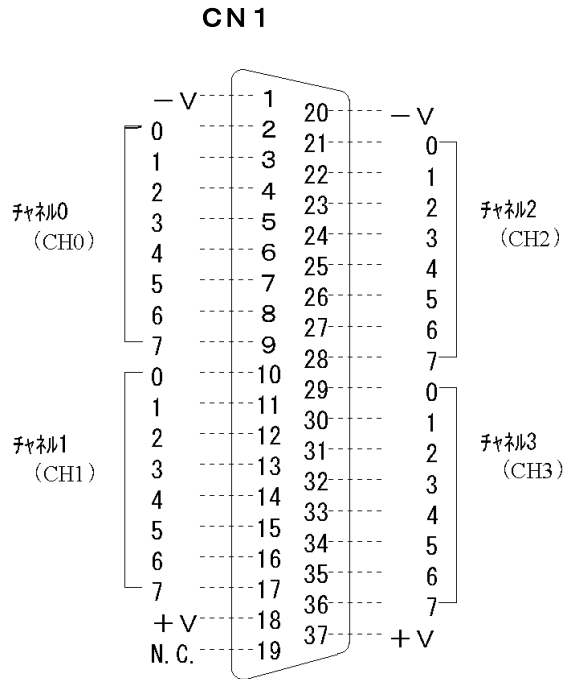 CN1
－V 1 20 －V
0 2 21 0
1 3 22 1
2 4 23 2
チャネル0 3 5 24 3 チャネル2
(CH0) 4 6 25 4 (CH2)
5 7 26 5
6 8 27 6
7 9 28 7
0 10 29 0
1 11 30 1
2 12 31 2
チャネル1 3 13 32 3 チャネル3
(CH1) 4 14 33 4 (CH3)
5 15 34 5
6 16 35 6
7 17 36 7
＋V 18 37 ＋V
N.C. 19